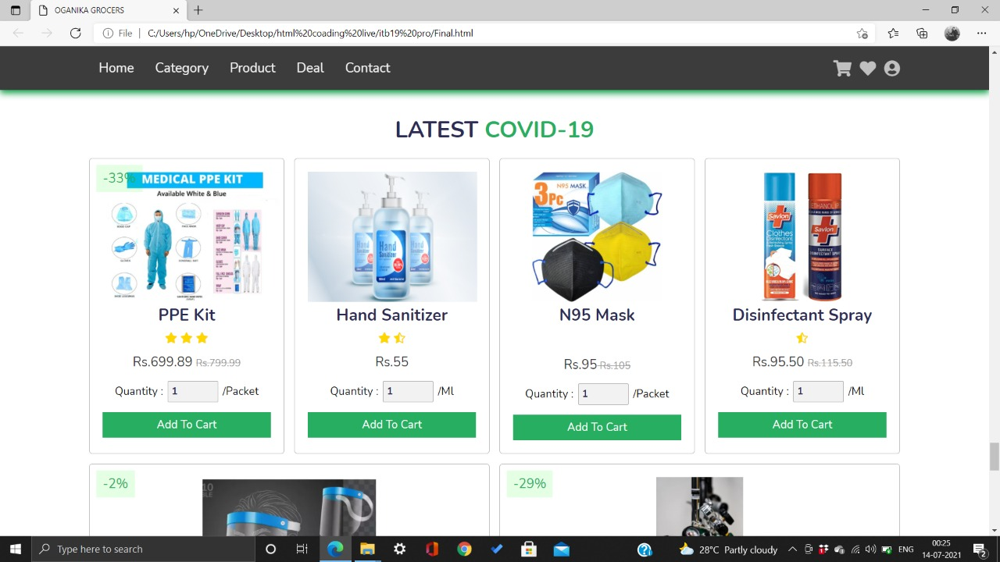 OGANIKA GROCERS
File
C:/Users/hp/OneDrive/Desktop/html%20coading%20live/itb19%20pro/Final.html
Home Category Product Deal Contact
LATEST COVID-19
-33%
MEDICAL PPE KIT
Available White & Blue
PPE Kit
Rs.699.89 Rs.799.99
Quantity : 1 /Packet
Add To Cart
Hand
Sanitizer
Hand Sanitizer
Rs.55
Quantity : 1 /Ml
Add To Cart
N95 MASK
3Pc
N95 Mask
Rs.95 Rs.105
Quantity : 1 /Packet
Add To Cart
Savlon
Clothes
Disinfectant
ETHANOL
Savlon
SURFACE
DISINFECTANT SPRAY
Disinfectant Spray
Rs.95.50 Rs.115.50
Quantity : 1 /Ml
Add To Cart
-2%
-29%
Type here to search
28°C Partly cloudy
ENG
00:25
14-07-2021
2